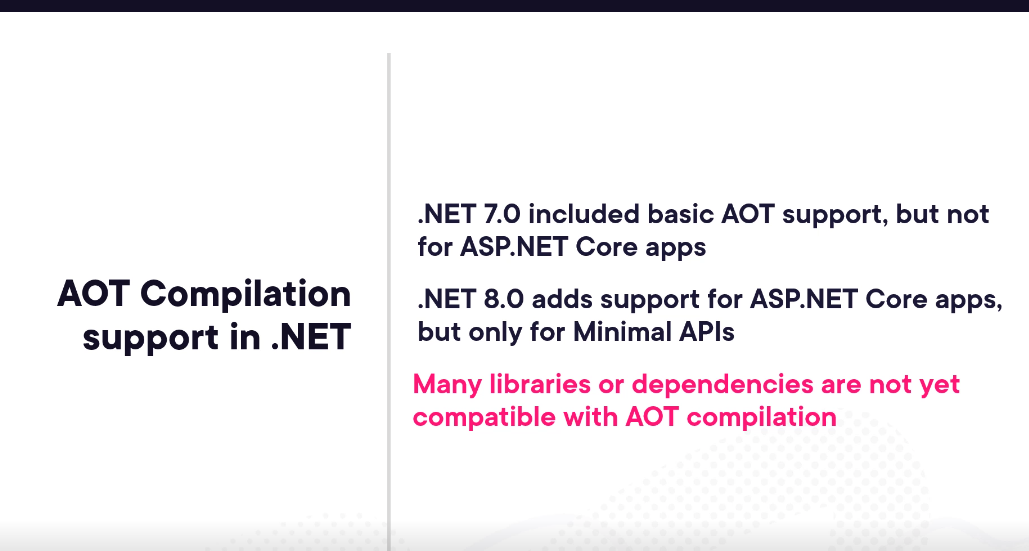 AOT Compilation
support in .NET
.NET 7.0 included basic AOT support, but not
for ASP.NET Core apps
.NET 8.0 adds support for ASP.NET Core apps,
but only for Minimal APIs
Many libraries or dependencies are not yet
compatible with AOT compilation